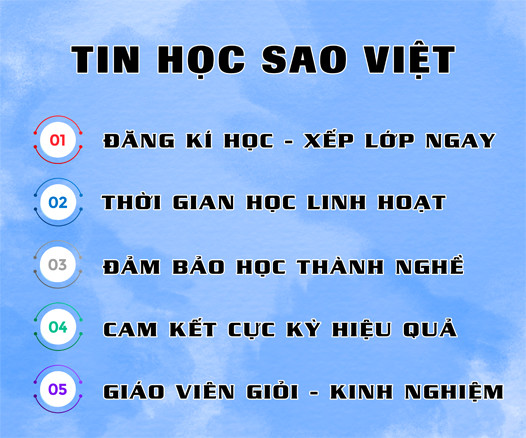 TIN HỌC SAO VIỆT
01 ĐĂNG KÍ HỌC - XẾP LỚP NGAY
02 THỜI GIAN HỌC LINH HOẠT
03 ĐẢM BẢO HỌC THÀNH NGHỀ
04 CAM KẾT CỰC KỲ HIỆU QUẢ
05 GIÁO VIÊN GIỎI - KINH NGHIỆM